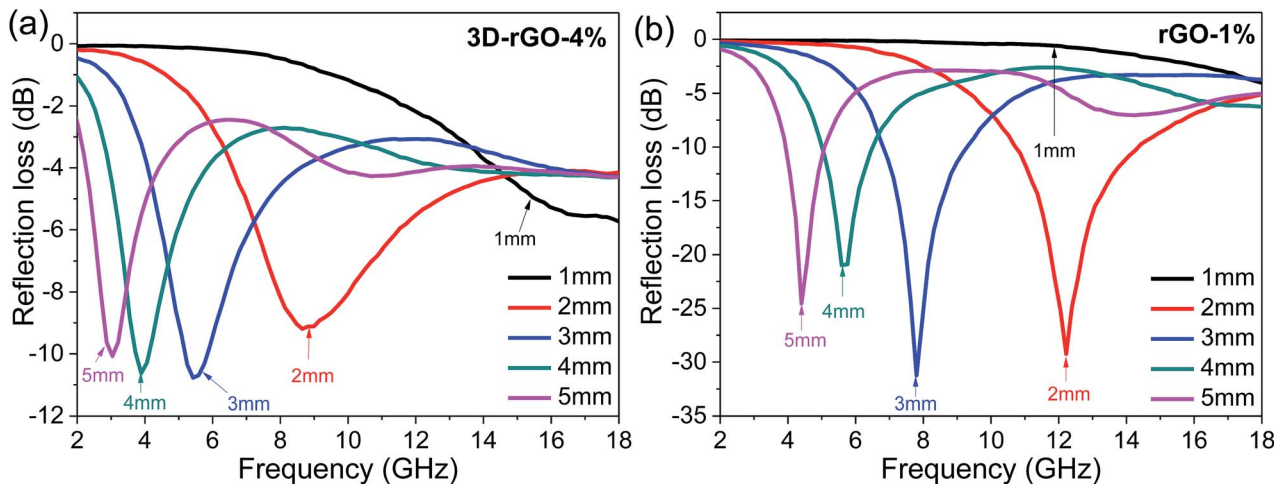 (a)
3D-rGO-4%
0
-2
-4
-6
-8
-10
-12
Reflection loss (dB)
1mm
2mm
3mm
4mm
5mm
1mm
2mm
3mm
4mm
5mm
2 4 6 8 10 12 14 16 18
Frequency (GHz)
(b)
rGO-1%
0
-5
-10
-15
-20
-25
-30
-35
Reflection loss (dB)
1mm
5mm
4mm
3mm
2mm
1mm
2mm
3mm
4mm
5mm
2 4 6 8 10 12 14 16 18
Frequency (GHz)